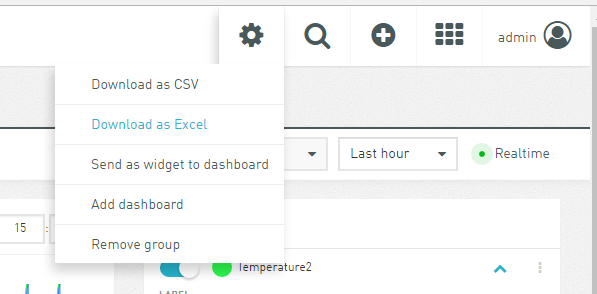 admin
Download as CSV
Download as Excel
Send as widget to dashboard
Add dashboard
Remove group
Last hour
Realtime
15 :
Temperature2
LABEL